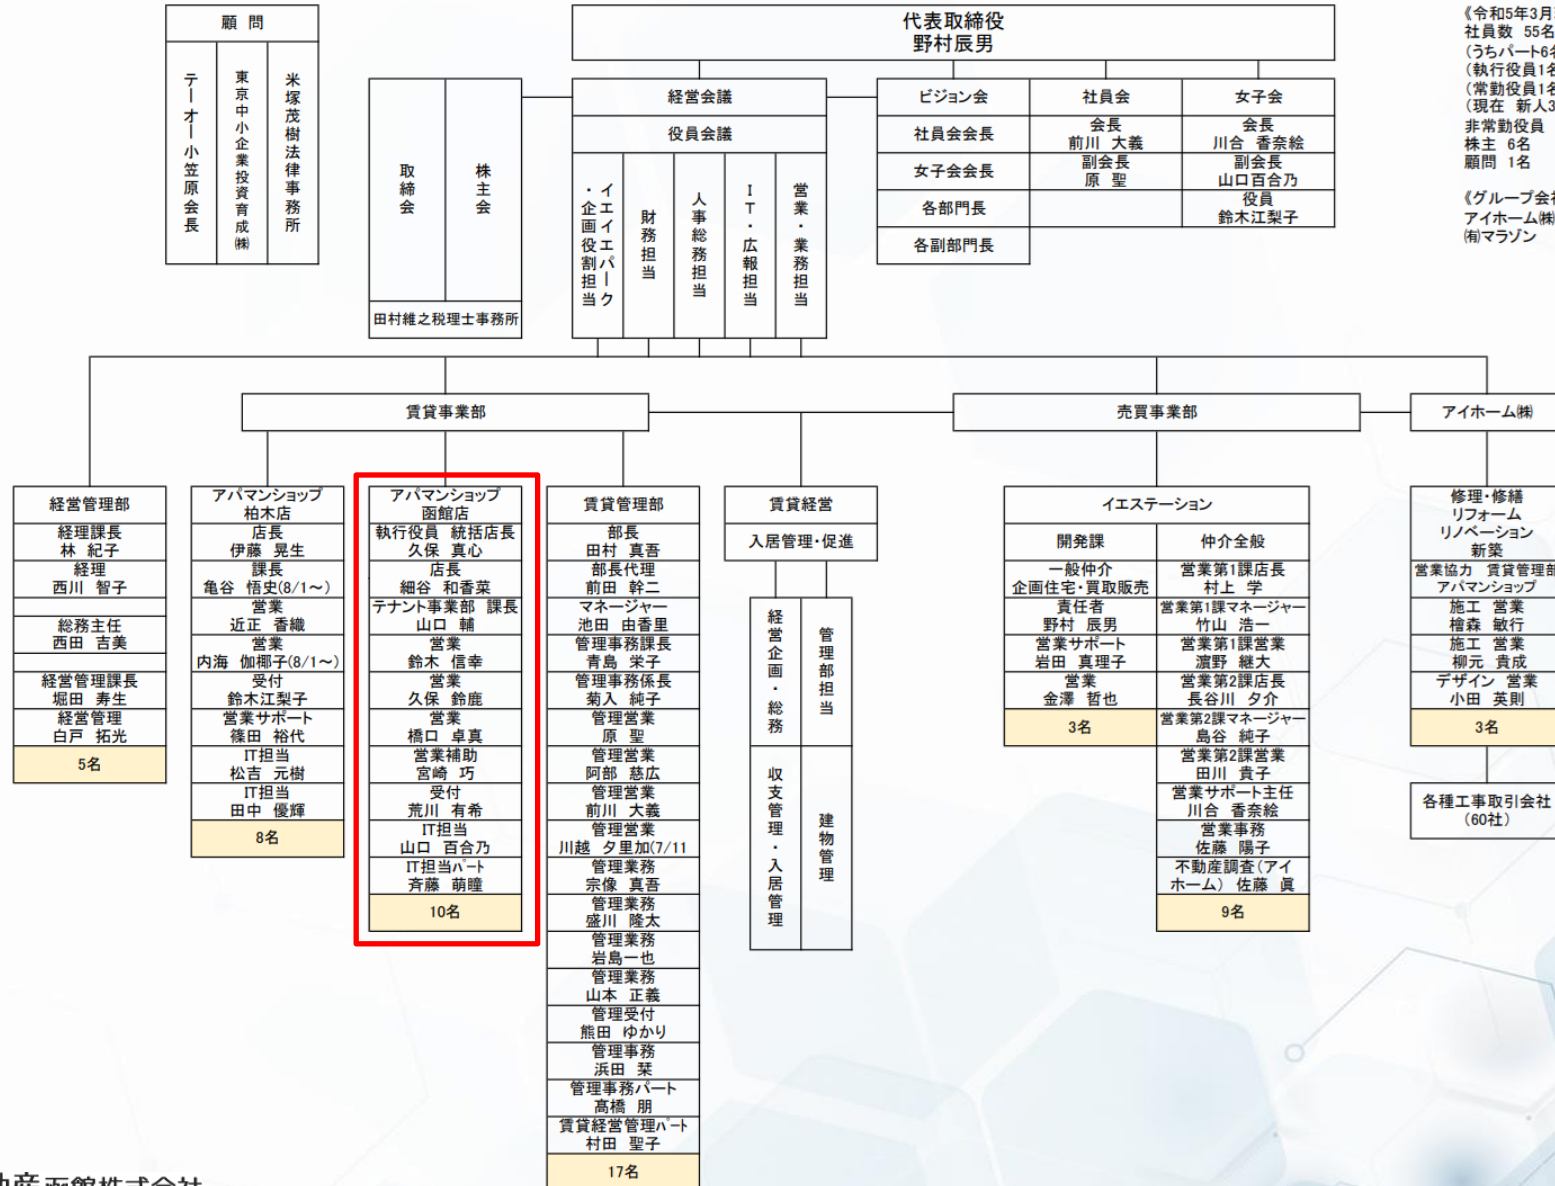 顧 問
テーオー小笠原会長
東京中小企業投資育成㈱
米塚茂樹法律事務所
代表取締役
野村辰男
取締会
株主会
田村維之税理士事務所
経営会議
役員会議
イエイエパーク
・企画役割担当
財務担当
人事総務担当
IT・広報担当
営業・業務担当
ビジョン会
社員会会長
女子会会長
各部門長
各副部門長
社員会
会長
前川 大義
副会長
原 聖
女子会
会長
川合 香奈絵
副会長
山口百合乃
役員
鈴木江梨子
《令和5年3月
社員数 55名
(うちパート6名
(執行役員1名
(常勤役員1名
(現在 新人3
非常勤役員
株主 6名
顧問 1名
《グループ会社
アイホーム㈱
㈲マラゾン
賃貸事業部
売買事業部
アイホーム㈱
経営管理部
経理課長
林 紀子
経理
西川 智子
総務主任
西田 吉美
経営管理課長
堀田 寿生
経営管理
白戸 拓光
5名
アパマンショップ
柏木店
店長
伊藤 晃生
課長
亀谷 悟史(8/1~)
営業
近正 香織
営業
内海 伽椰子(8/1~)
受付
鈴木江梨子
営業サポート
篠田 裕代
IT担当
松吉 元樹
IT担当
田中 優輝
8名
アパマンショップ
函館店
執行役員 統括店長
久保 真心
店長
細谷 和香菜
テナント事業部 課長
山口 輔
営業
鈴木 信幸
営業
久保 鈴鹿
営業
橋口 卓真
営業補助
宮崎 巧
受付
荒川 有希
IT担当
山口 百合乃
IT担当パート
斉藤 萌瞳
10名
賃貸管理部
部長
田村 真吾
部長代理
前田 幹二
マネージャー
池田 由香里
管理事務課長
青島 栄子
管理事務係長
菊入 純子
管理営業
原 聖
管理営業
阿部 慈広
管理営業
前川 大義
管理営業
川越 夕里加(7/11
管理業務
宗像 真吾
管理業務
盛川 隆太
管理業務
岩島一也
管理業務
山本 正義
管理受付
熊田 ゆかり
管理事務
浜田 栞
管理事務パート
髙橋 朋
賃貸経営管理パート
村田 聖子
17名
賃貸経営
入居管理・促進
経営企画・総務
管理部担当
収支管理・入居管理
建物管理
イエステーション
開発課
一般仲介
企画住宅・買取販売
責任者
野村 辰男
営業サポート
岩田 真理子
営業
金澤 哲也
3名
仲介全般
営業第1課店長
村上 学
営業第1課マネージャー
竹山 浩一
営業第1課営業
濵野 継大
営業第2課店長
長谷川 夕介
営業第2課マネージャー
島谷 純子
営業第2課営業
田川 貴子
営業サポート主任
川合 香奈絵
営業事務
佐藤 陽子
不動産調査(アイ
ホーム) 佐藤 眞
9名
修理・修繕
リフォーム
リノベーション
新築
営業協力 賃貸管理部
アパマンショップ
施工 営業
檜森 敏行
施工 営業
柳元 貴成
デザイン 営業
小田 英則
3名
各種工事取引会社
(60社)
動産函館株式会社